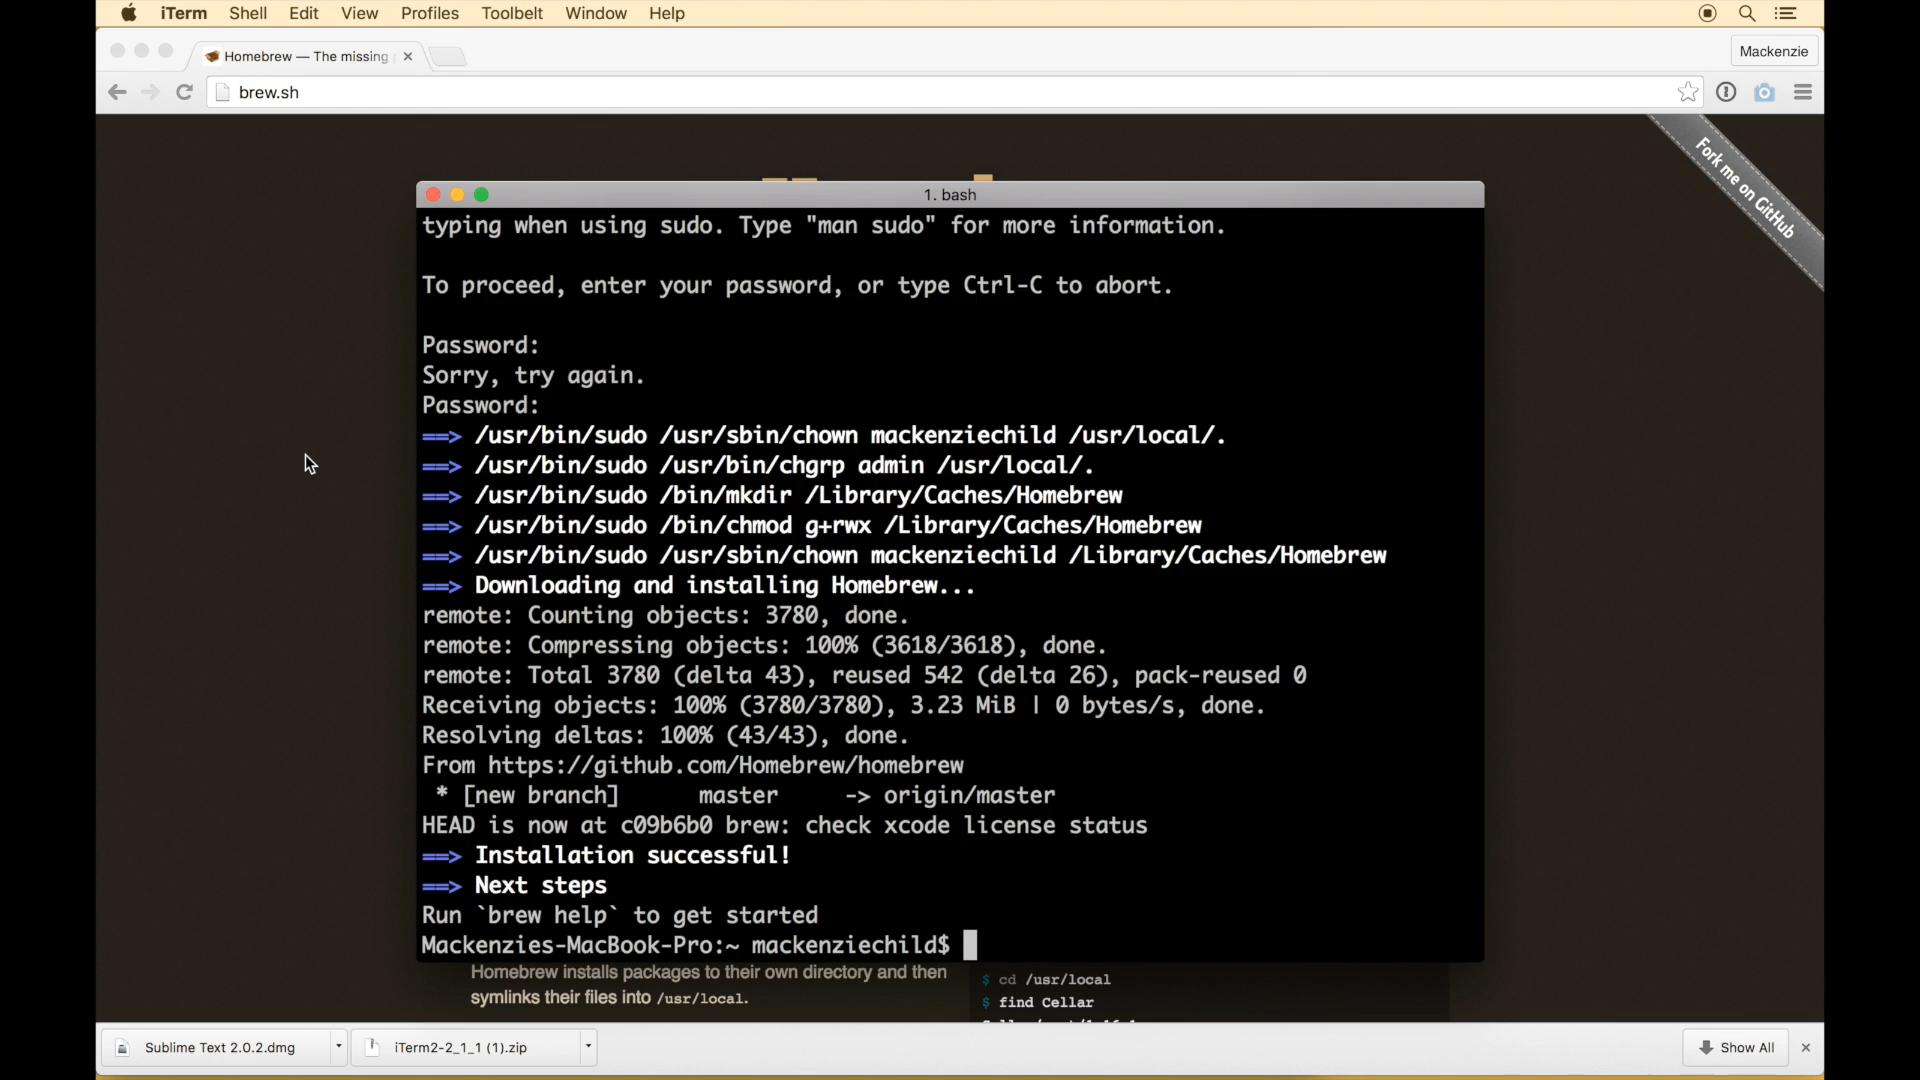 iTerm Shell Edit View Profiles Toolbelt Window Help
Homebrew — The missing
Mackenzie
brew.sh
Fork me on GitHub
1. bash
typing when using sudo. Type "man sudo" for more information.
To proceed, enter your password, or type Ctrl-C to abort.
Password:
Sorry, try again.
Password:
==> /usr/bin/sudo /usr/sbin/chown mackenziechild /usr/local/.
==> /usr/bin/sudo /usr/bin/chgrp admin /usr/local/.
==> /usr/bin/sudo /bin/mkdir /Library/Caches/Homebrew
==> /usr/bin/sudo /bin/chmod g+rwx /Library/Caches/Homebrew
==> /usr/bin/sudo /usr/sbin/chown mackenziechild /Library/Caches/Homebrew
==> Downloading and installing Homebrew...
remote: Counting objects: 3780, done.
remote: Compressing objects: 100% (3618/3618), done.
remote: Total 3780 (delta 43), reused 542 (delta 26), pack-reused 0
Receiving objects: 100% (3780/3780), 3.23 MiB | 0 bytes/s, done.
Resolving deltas: 100% (43/43), done.
From https://github.com/Homebrew/homebrew
 * [new branch]      master     -> origin/master
HEAD is now at c09b6b0 brew: check xcode license status
==> Installation successful!
==> Next steps
Run `brew help` to get started
Mackenzies-MacBook-Pro:~ mackenziechild$
Homebrew installs packages to their own directory and then
symlinks their files into /usr/local.
$ cd /usr/local
$ find Cellar
Sublime Text 2.0.2.dmg
iTerm2-2_1_1 (1).zip
Show All